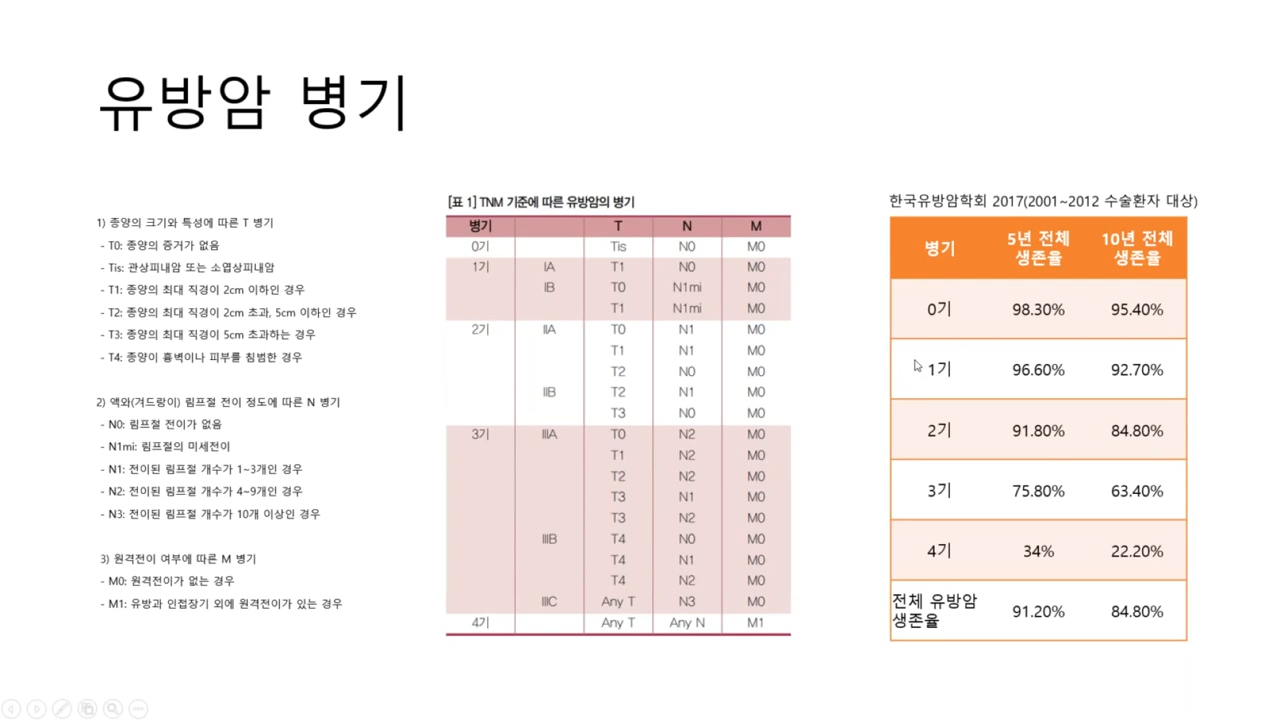 유방암 병기
1) 종양의 크기와 특성에 따른 T 병기
- T0: 종양의 증거가 없음
- Tis: 관상피내암 또는 소엽상피내암
- T1: 종양의 최대 직경이 2cm 이하인 경우
- T2: 종양의 최대 직경이 2cm 초과, 5cm 이하인 경우
- T3: 종양의 최대 직경이 5cm 초과하는 경우
- T4: 종양이 흉벽이나 피부를 침범한 경우
2) 액와(겨드랑이) 림프절 전이 정도에 따른 N 병기
- N0: 림프절 전이가 없음
- N1mi: 림프절의 미세전이
- N1: 전이된 림프절 개수가 1~3개인 경우
- N2: 전이된 림프절 개수가 4~9개인 경우
- N3: 전이된 림프절 개수가 10개 이상인 경우
3) 원격전이 여부에 따른 M 병기
- M0: 원격전이가 없는 경우
- M1: 유방과 인접장기 외에 원격전이가 있는 경우
[표 1] TNM 기준에 따른 유방암의 병기
병기 T N M
0기 Tis N0 M0
1기 IA T1 N0 M0
IB T0 N1mi M0
T1 N1mi M0
2기 IIA T0 N1 M0
T1 N1 M0
T2 N0 M0
IIB T2 N1 M0
T3 N0 M0
3기 IIIA T0 N2 M0
T1 N2 M0
T2 N2 M0
T3 N1 M0
T3 N2 M0
IIIB T4 N0 M0
T4 N1 M0
T4 N2 M0
IIIC Any T N3 M0
4기 Any T Any N M1
한국유방암학회 2017(2001~2012 수술환자 대상)
병기 5년 전체 생존율 10년 전체 생존율
0기 98.30% 95.40%
1기 96.60% 92.70%
2기 91.80% 84.80%
3기 75.80% 63.40%
4기 34% 22.20%
전체 유방암 생존율 91.20% 84.80%